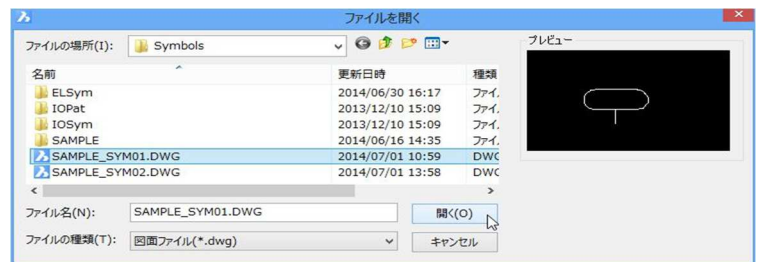 ファイルを開く
ファイルの場所(I): Symbols
プレビュー
名前 更新日時 種類
ELSym 2014/06/30 16:17 ファイ
IOPat 2013/12/10 15:09 ファイ
IOSym 2013/12/10 15:09 ファイ
SAMPLE 2014/06/16 14:35 ファイ
SAMPLE_SYM01.DWG 2014/07/01 10:59 DWG
SAMPLE_SYM02.DWG 2014/07/01 13:58 DWG
ファイル名(N): SAMPLE_SYM01.DWG 開く(O)
ファイルの種類(T): 図面ファイル(*.dwg) キャンセル